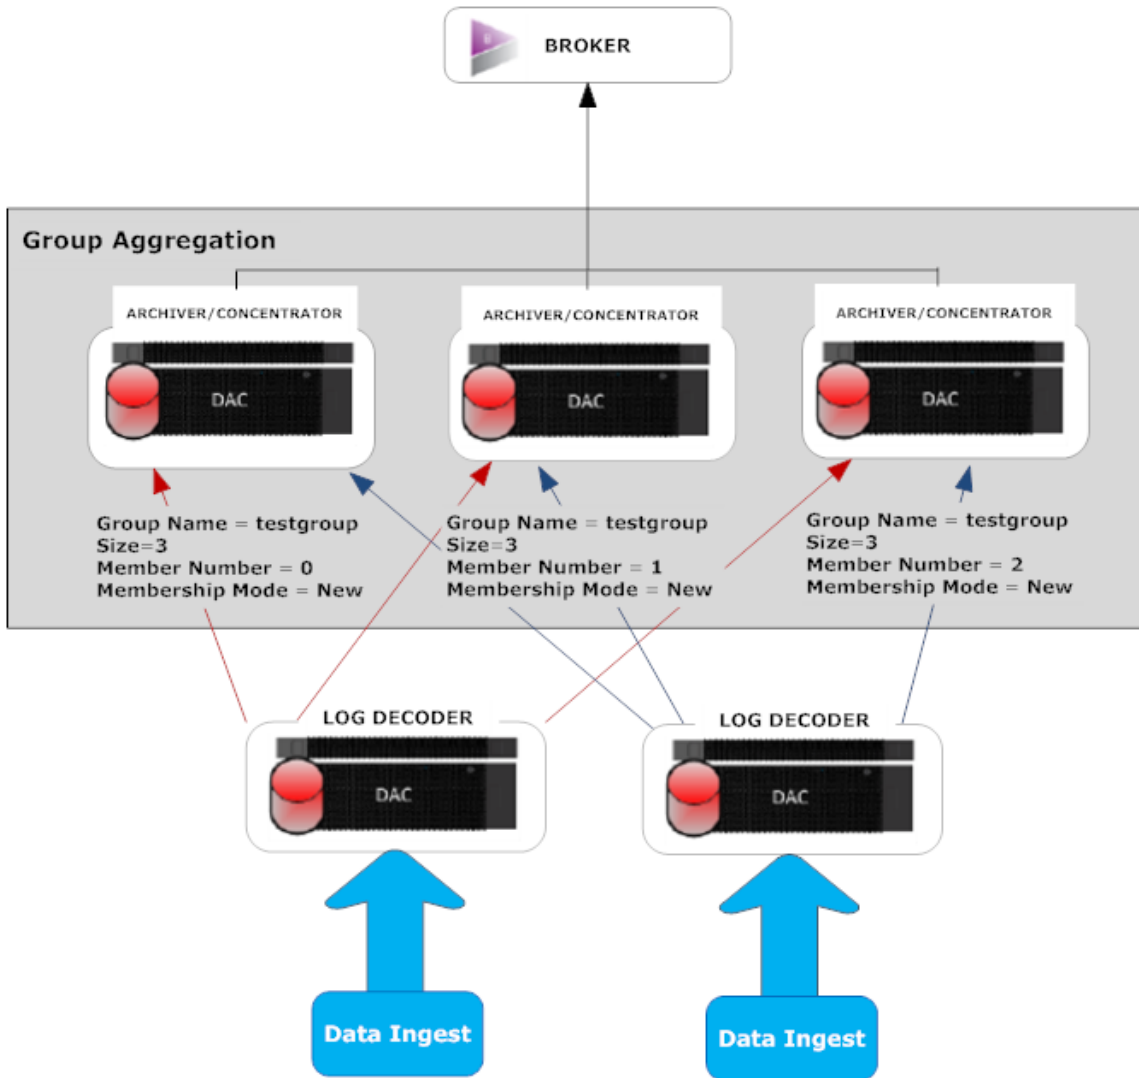 BROKER
Group Aggregation
ARCHIVER/CONCENTRATOR
ARCHIVER/CONCENTRATOR
ARCHIVER/CONCENTRATOR
DAC
DAC
DAC
Group Name = testgroup
Size=3
Member Number = 0
Membership Mode = New
Group Name = testgroup
Size=3
Member Number = 1
Membership Mode = New
Group Name = testgroup
Size=3
Member Number = 2
Membership Mode = New
LOG DECODER
LOG DECODER
DAC
DAC
Data Ingest
Data Ingest